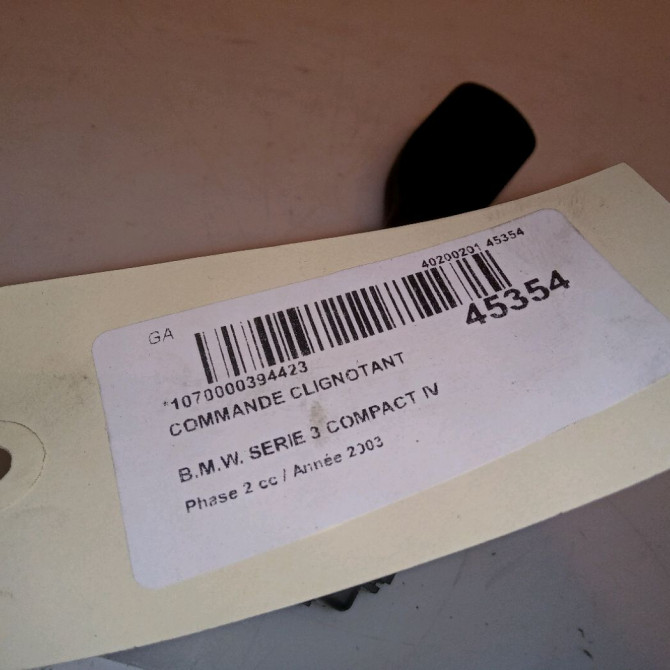 GA
40200201 45354
45354
*1070000394423
COMMANDE CLIGNOTANT
B.M.W. SERIE 3 COMPACT IV
Phase 2 cc / Année 2003